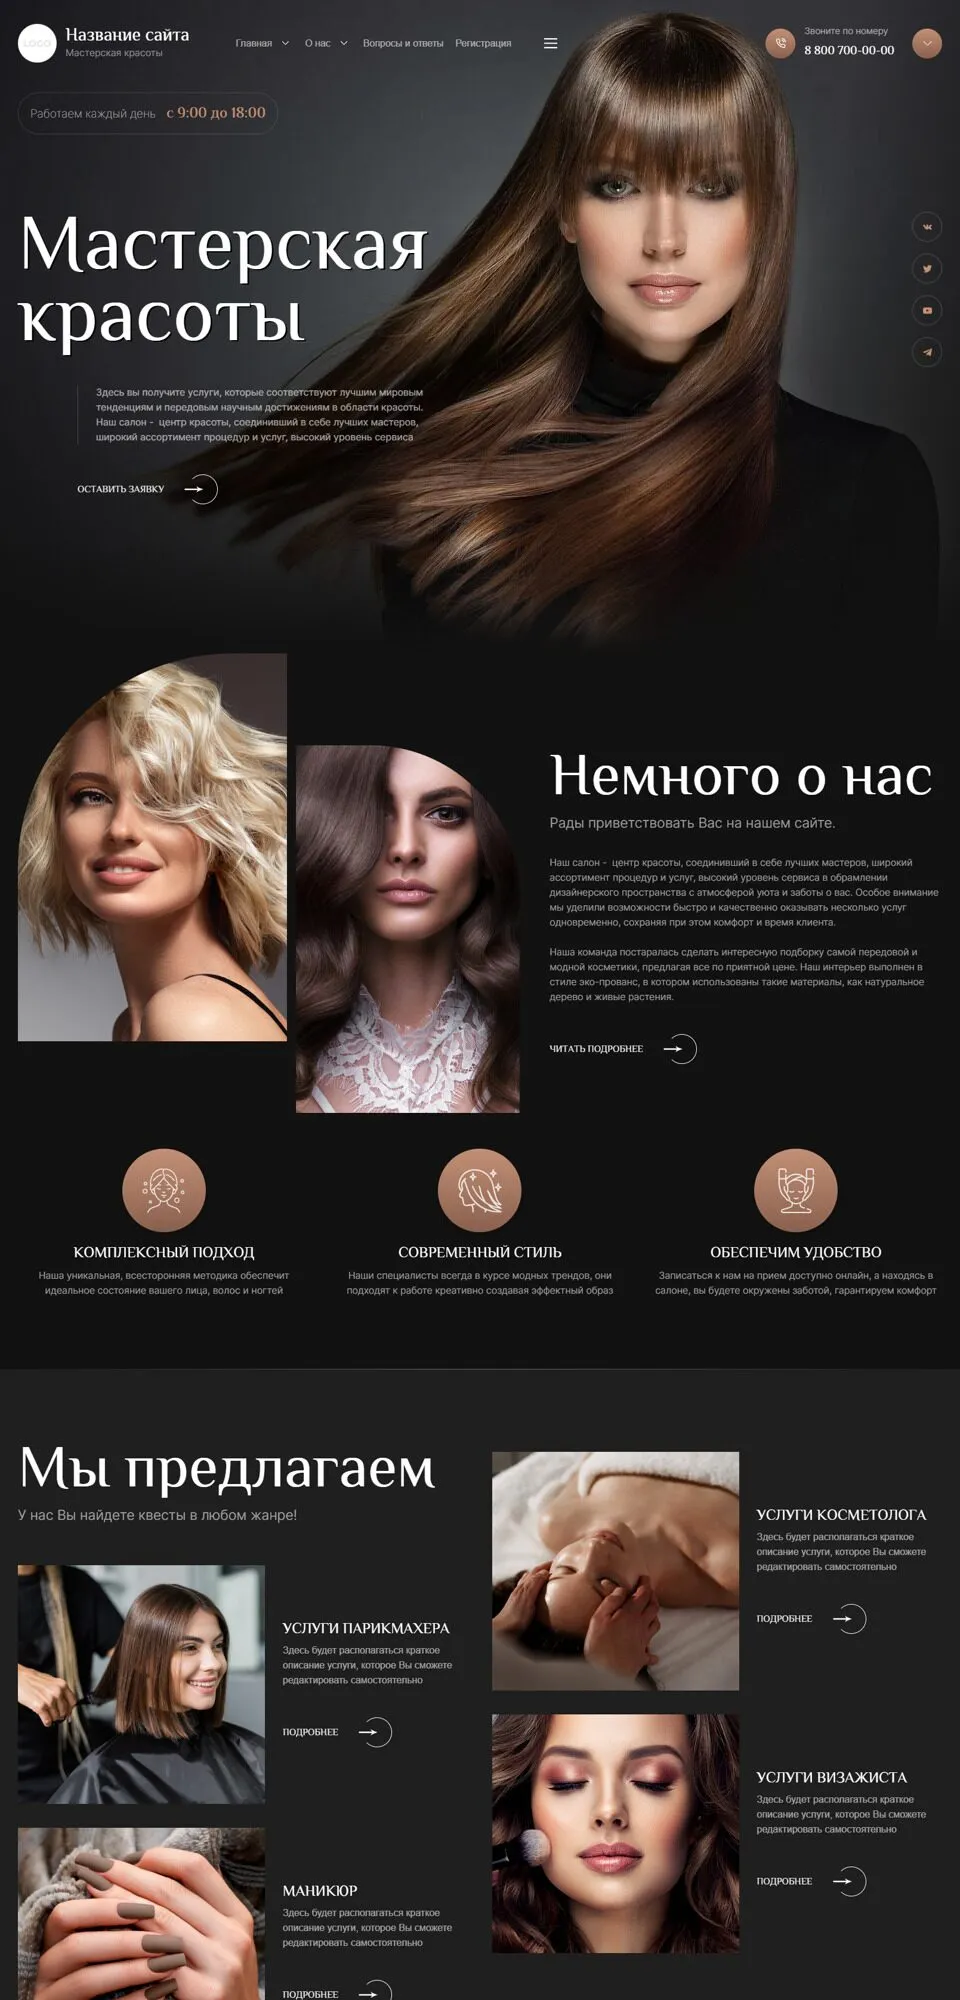 LOGO
Название сайта
Мастерская красоты
Главная
О нас
Вопросы и ответы
Регистрация
Звоните по номеру
8 800 700-00-00
Работаем каждый день с 9:00 до 18:00
Мастерская
красоты
Здесь вы получите услуги, которые соответствуют лучшим мировым
тенденциям и передовым научным достижениям в области красоты.
Наш салон - центр красоты, соединивший в себе лучших мастеров,
широкий ассортимент процедур и услуг, высокий уровень сервиса
ОСТАВИТЬ ЗАЯВКУ
Немного о нас
Рады приветствовать Вас на нашем сайте.
Наш салон - центр красоты, соединивший в себе лучших мастеров, широкий
ассортимент процедур и услуг, высокий уровень сервиса в обрамлении
дизайнерского пространства с атмосферой уюта и заботы о вас. Особое внимание
мы уделили возможности быстро и качественно оказывать несколько услуг
одновременно, сохраняя при этом комфорт и время клиента.
Наша команда постаралась сделать интересную подборку самой передовой и
модной косметики, предлагая все по приятной цене. Наш интерьер выполнен в
стиле эко-прованс, в котором использованы такие материалы, как натуральное
дерево и живые растения.
ЧИТАТЬ ПОДРОБНЕЕ
КОМПЛЕКСНЫЙ ПОДХОД
Наша уникальная, всесторонняя методика обеспечит
идеальное состояние вашего лица, волос и ногтей
СОВРЕМЕННЫЙ СТИЛЬ
Наши специалисты всегда в курсе модных трендов, они
подходят к работе креативно создавая эффектный образ
ОБЕСПЕЧИМ УДОБСТВО
Записаться к нам на прием доступно онлайн, а находясь в
салоне, вы будете окружены заботой, гарантируем комфорт
Мы предлагаем
У нас Вы найдете квесты в любом жанре!
УСЛУГИ ПАРИКМАХЕРА
Здесь будет располагаться краткое
описание услуги, которое Вы сможете
редактировать самостоятельно
ПОДРОБНЕЕ
МАНИКЮР
Здесь будет располагаться краткое
описание услуги, которое Вы сможете
редактировать самостоятельно
ПОДРОБНЕЕ
УСЛУГИ КОСМЕТОЛОГА
Здесь будет располагаться краткое
описание услуги, которое Вы сможете
редактировать самостоятельно
ПОДРОБНЕЕ
УСЛУГИ ВИЗАЖИСТА
Здесь будет располагаться краткое
описание услуги, которое Вы сможете
редактировать самостоятельно
ПОДРОБНЕЕ